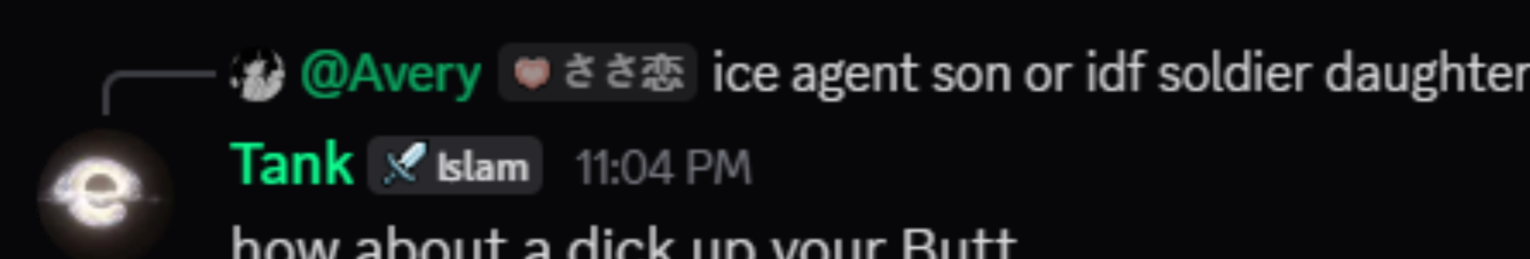 @Avery ささ恋 ice agent son or idf soldier daughter
Tank Islam 11:04 PM
how about a dick up your Butt